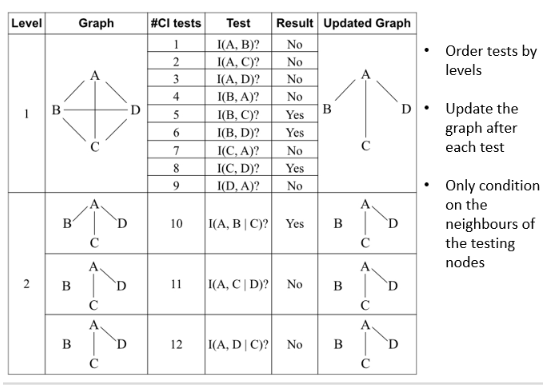 Level Graph #CI tests Test Result Updated Graph
1 I(A, B)? No
2 I(A, C)? No
3 I(A, D)? No
4 I(B, A)? No
5 I(B, C)? Yes
6 I(B, D)? Yes
7 I(C, A)? No
8 I(C, D)? Yes
9 I(D, A)? No
1
A
B D
C
A
B D
C
2
A
B D
C
10 I(A, B | C)? Yes
A
B D
C
A
B D
C
11 I(A, C | D)? No
A
B D
C
A
B D
C
12 I(A, D | C)? No
A
B D
C
• Order tests by
levels
• Update the
graph after
each test
• Only condition
on the
neighbours of
the testing
nodes